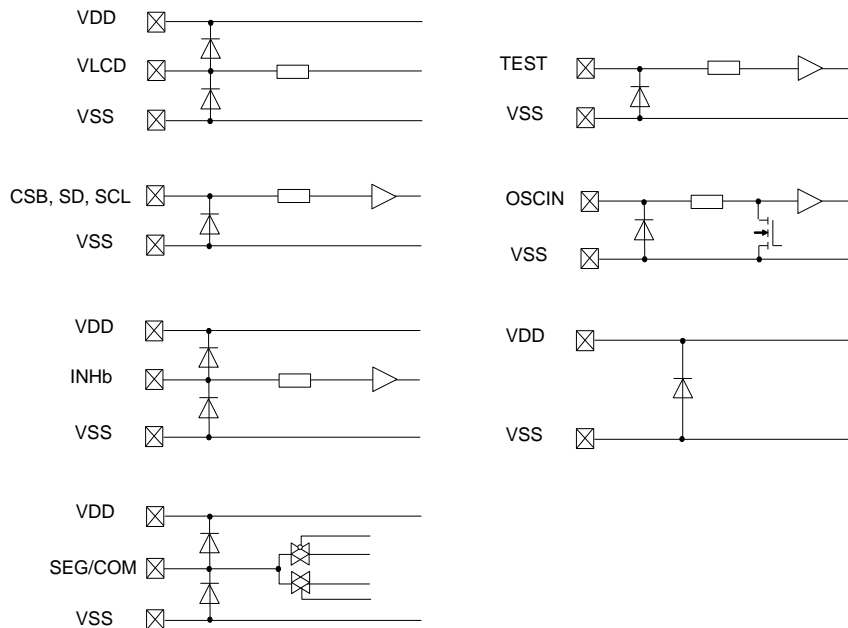 VDD
VLCD
VSS
CSB, SD, SCL
VSS
VDD
INHb
VSS
VDD
SEG/COM
VSS
TEST
VSS
OSCIN
VSS
VDD
VSS